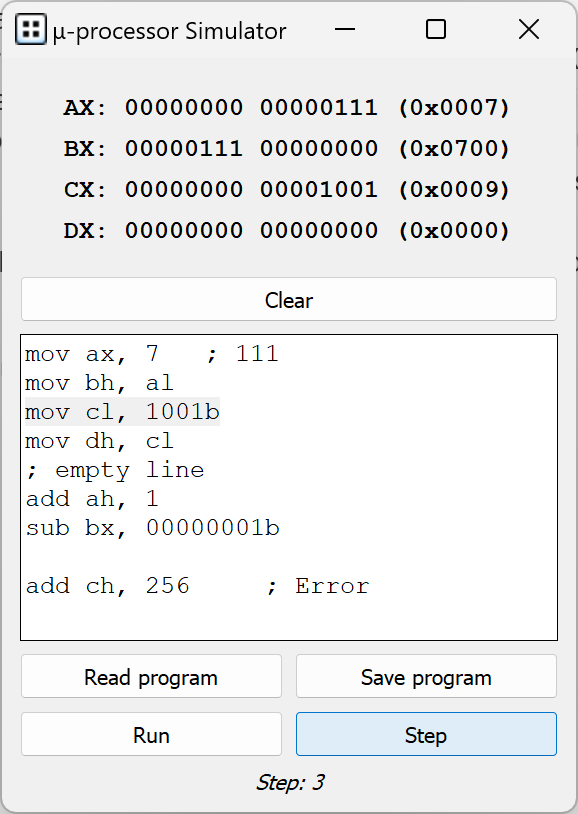 µ-processor Simulator
AX: 00000000 00000111 (0x0007)
BX: 00000111 00000000 (0x0700)
CX: 00000000 00001001 (0x0009)
DX: 00000000 00000000 (0x0000)
Clear
mov ax, 7   ; 111
mov bh, al
mov cl, 1001b
mov dh, cl
; empty line
add ah, 1
sub bx, 00000001b
add ch, 256     ; Error
Read program
Save program
Run
Step
Step: 3